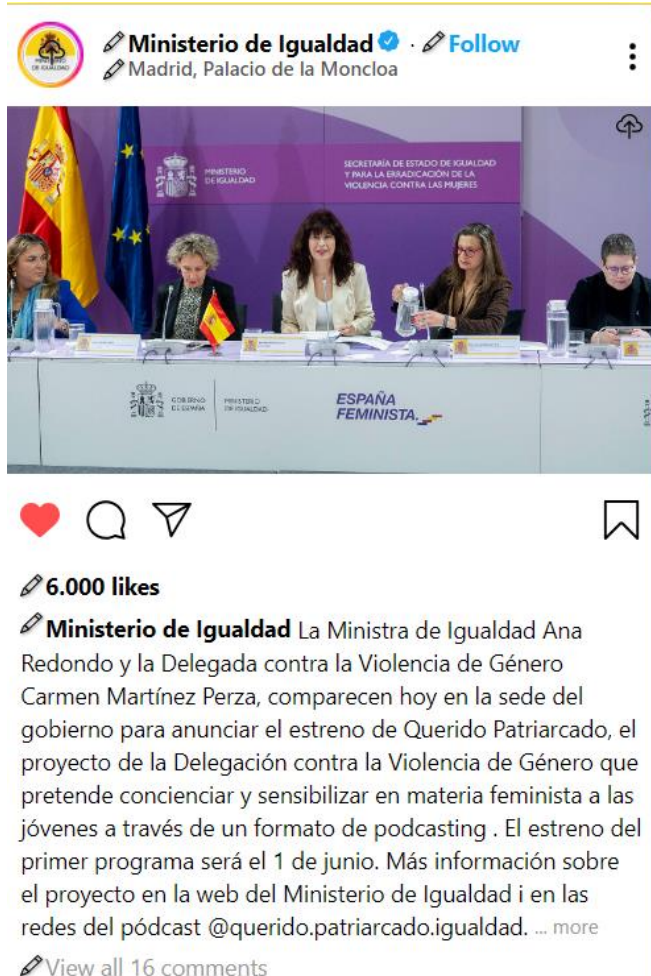 Ministerio de Igualdad · Follow
Madrid, Palacio de la Moncloa
MINISTERIO
DE IGUALDAD
SECRETARÍA DE ESTADO DE IGUALDAD
Y PARA LA ERRADICACIÓN DE LA
VIOLENCIA CONTRA LAS MUJERES
GOBIERNO
DE ESPAÑA
MINISTERIO
DE IGUALDAD
ESPAÑA
FEMINISTA.
6.000 likes
Ministerio de Igualdad La Ministra de Igualdad Ana
Redondo y la Delegada contra la Violencia de Género
Carmen Martínez Perza, comparecen hoy en la sede del
gobierno para anunciar el estreno de Querido Patriarcado, el
proyecto de la Delegación contra la Violencia de Género que
pretende concienciar y sensibilizar en materia feminista a las
jóvenes a través de un formato de podcasting . El estreno del
primer programa será el 1 de junio. Más información sobre
el proyecto en la web del Ministerio de Igualdad i en las
redes del pódcast @querido.patriarcado.igualdad. ... more
View all 16 comments